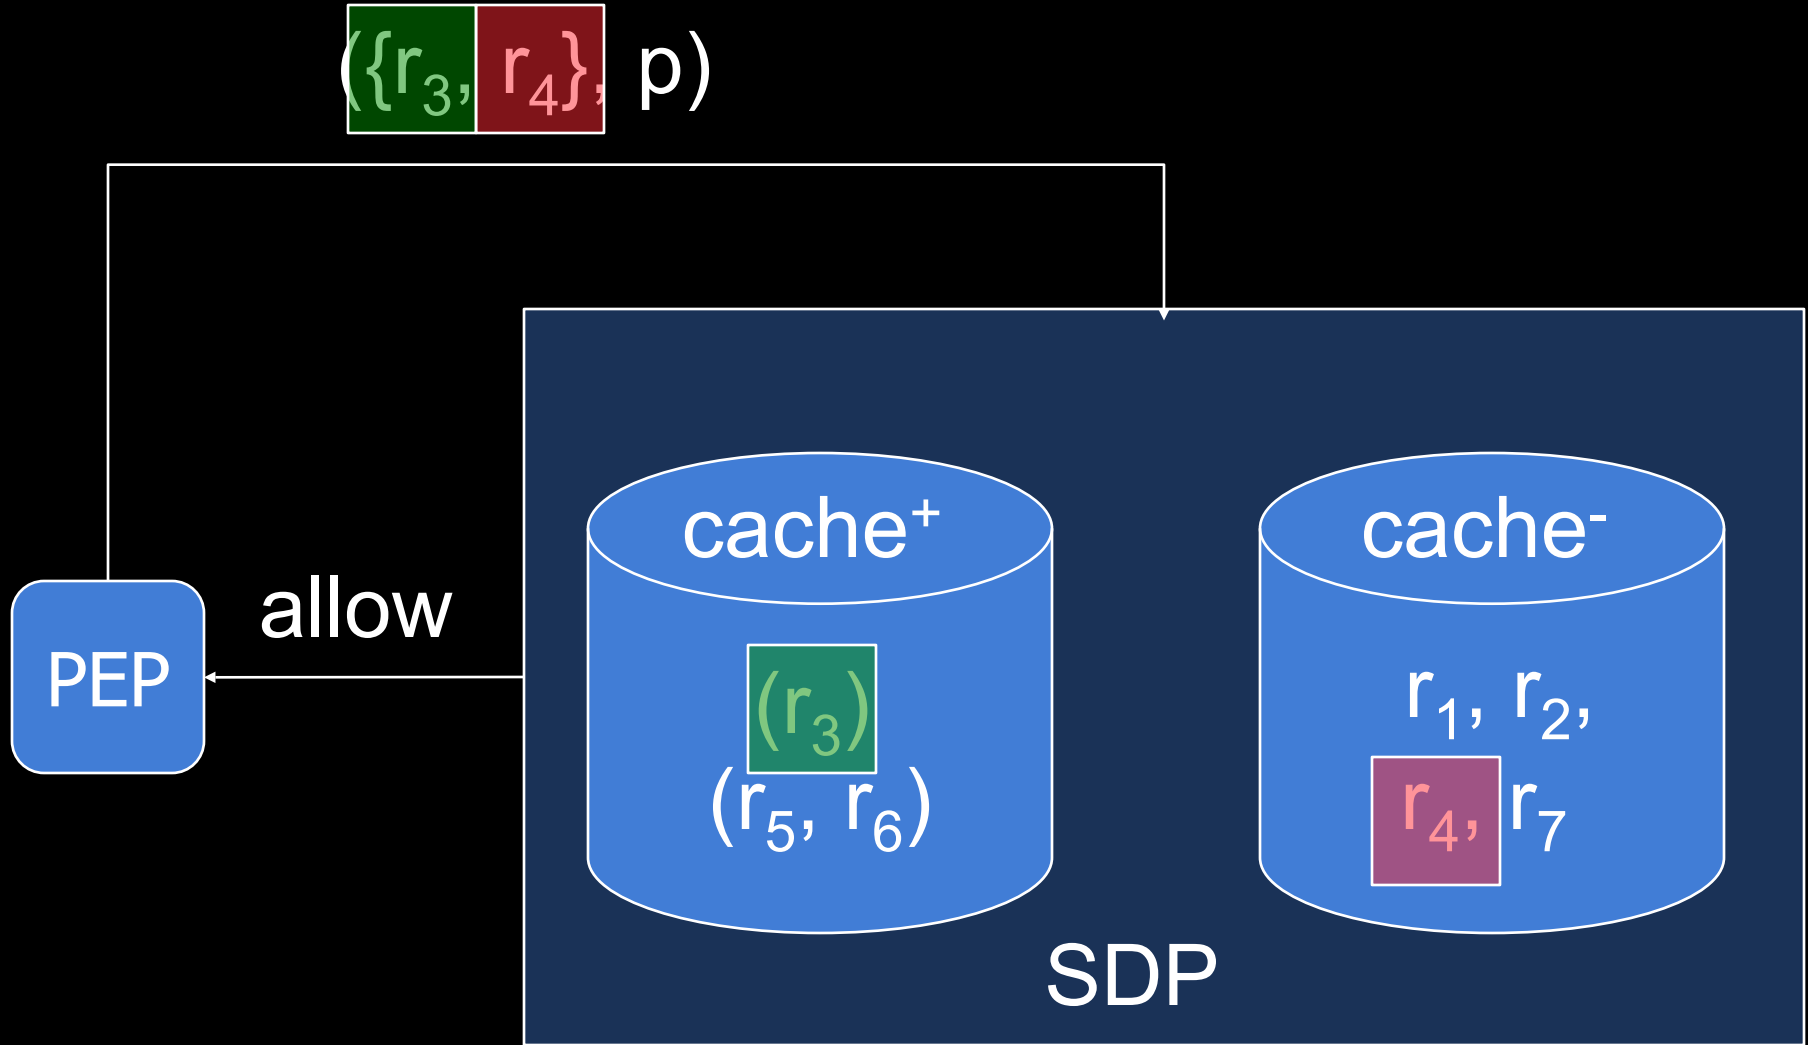 ({r₃, r₄}, p)
allow
PEP
cache⁺
(r₃)
(r₅, r₆)
cache⁻
r₁, r₂,
r₄, r₇
SDP